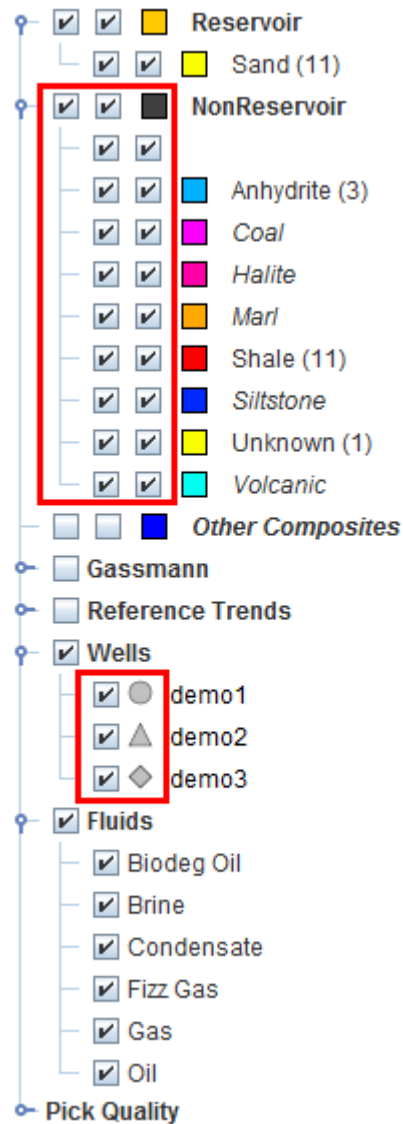 Reservoir
Sand (11)
NonReservoir
Anhydrite (3)
Coal
Halite
Marl
Shale (11)
Siltstone
Unknown (1)
Volcanic
Other Composites
Gassmann
Reference Trends
Wells
demo1
demo2
demo3
Fluids
Biodeg Oil
Brine
Condensate
Fizz Gas
Gas
Oil
Pick Quality